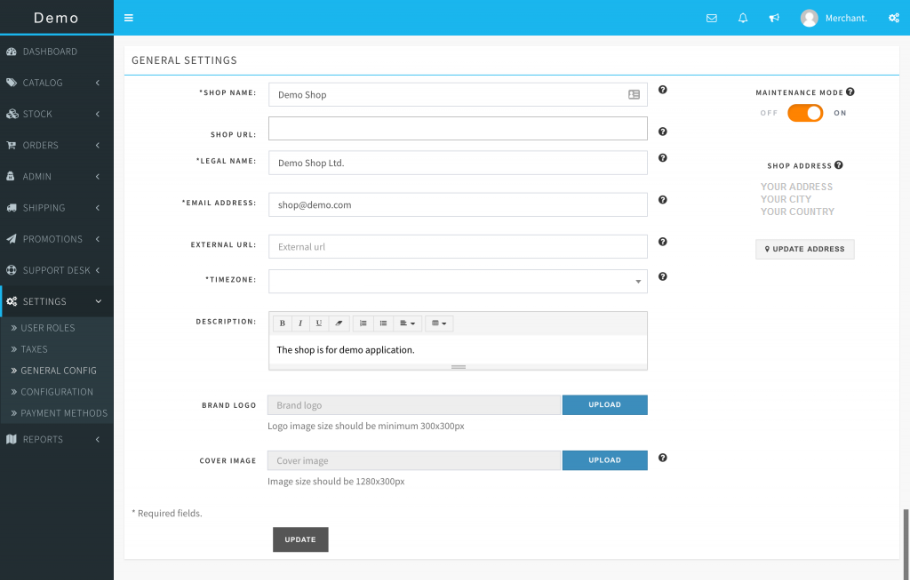 Demo
Merchant.
DASHBOARD
CATALOG
STOCK
ORDERS
ADMIN
SHIPPING
PROMOTIONS
SUPPORT DESK
SETTINGS
USER ROLES
TAXES
GENERAL CONFIG
CONFIGURATION
PAYMENT METHODS
REPORTS
GENERAL SETTINGS
*SHOP NAME:
Demo Shop
SHOP URL:
*LEGAL NAME:
Demo Shop Ltd.
*EMAIL ADDRESS:
shop@demo.com
EXTERNAL URL:
External url
*TIMEZONE:
DESCRIPTION:
B I U
The shop is for demo application.
BRAND LOGO
Brand logo
UPLOAD
Logo image size should be minimum 300x300px
COVER IMAGE
Cover image
UPLOAD
Image size should be 1280x300px
* Required fields.
UPDATE
MAINTENANCE MODE
OFF ON
SHOP ADDRESS
YOUR ADDRESS
YOUR CITY
YOUR COUNTRY
UPDATE ADDRESS